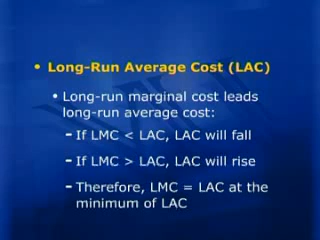 • Long-Run Average Cost (LAC)
• Long-run marginal cost leads
long-run average cost:
- If LMC < LAC, LAC will fall
- If LMC > LAC, LAC will rise
- Therefore, LMC = LAC at the
minimum of LAC